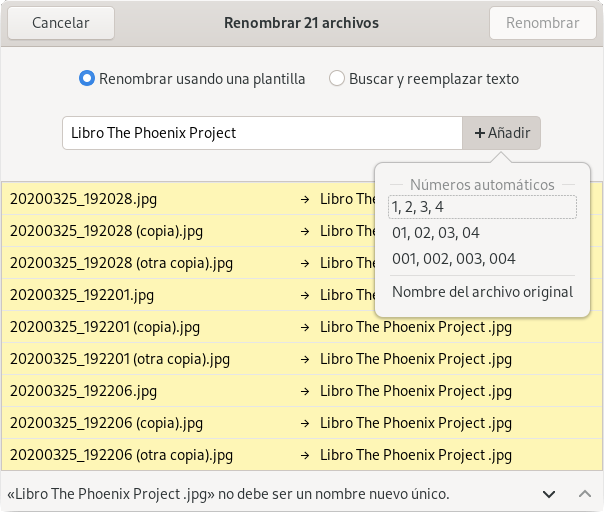 Cancelar
Renombrar 21 archivos
Renombrar
Renombrar usando una plantilla
Buscar y reemplazar texto
Libro The Phoenix Project
+ Añadir
Números automáticos
1, 2, 3, 4
01, 02, 03, 04
001, 002, 003, 004
Nombre del archivo original
20200325_192028.jpg → Libro The
20200325_192028 (copia).jpg → Libro The
20200325_192028 (otra copia).jpg → Libro The
20200325_192201.jpg → Libro The
20200325_192201 (copia).jpg → Libro The Phoenix Project .jpg
20200325_192201 (otra copia).jpg → Libro The Phoenix Project .jpg
20200325_192206.jpg → Libro The Phoenix Project .jpg
20200325_192206 (copia).jpg → Libro The Phoenix Project .jpg
20200325_192206 (otra copia).jpg → Libro The Phoenix Project .jpg
«Libro The Phoenix Project .jpg» no debe ser un nombre nuevo único.